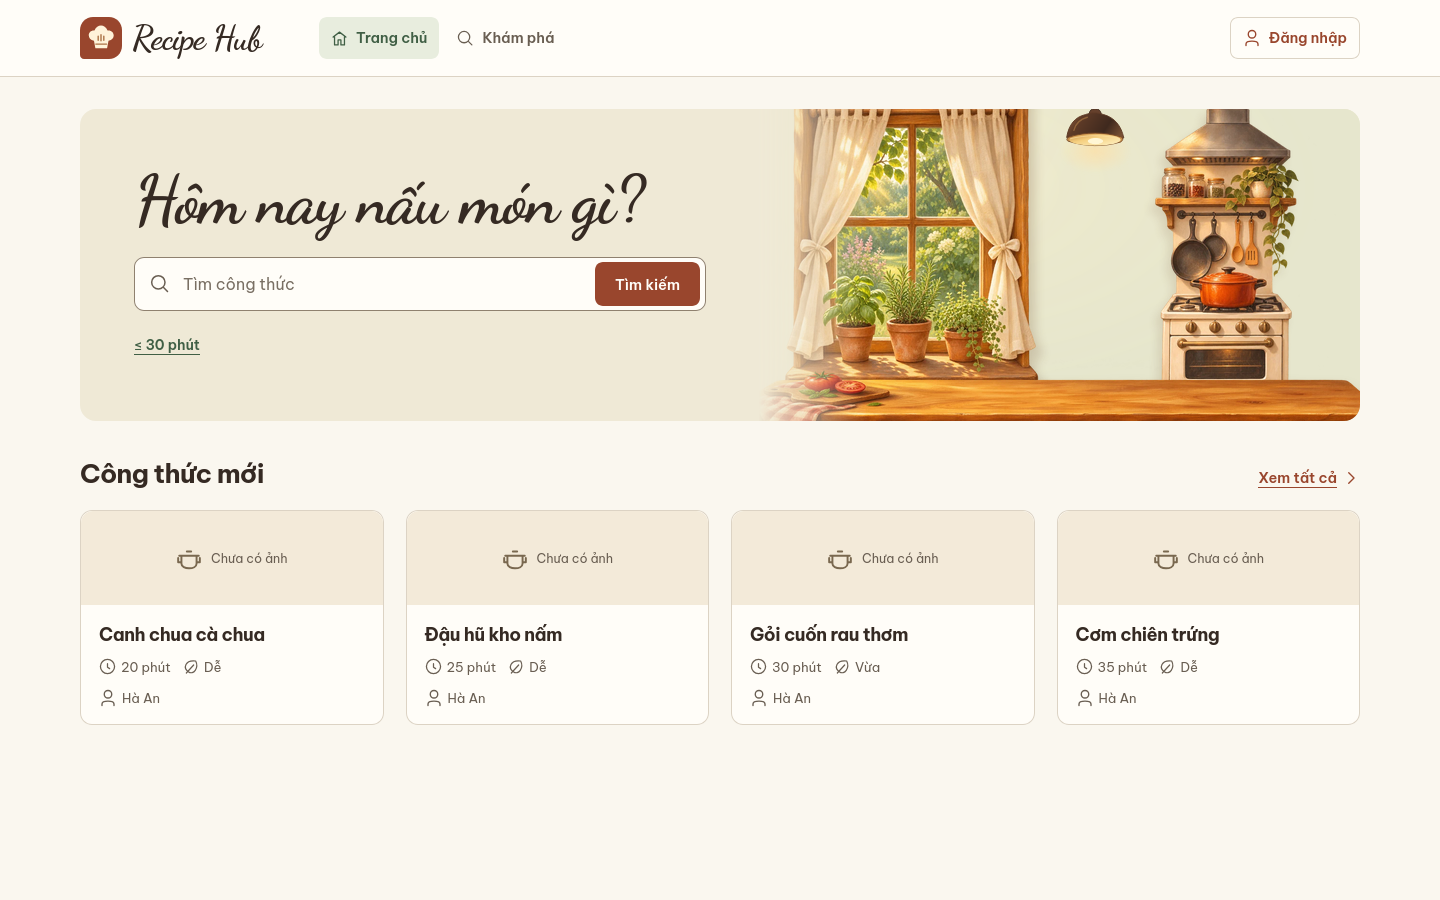 Recipe Hub
Trang chủ
Khám phá
Đăng nhập
Hôm nay nấu món gì?
Tìm công thức
Tìm kiếm
≤ 30 phút
Công thức mới
Xem tất cả
Chưa có ảnh
Chưa có ảnh
Chưa có ảnh
Chưa có ảnh
Canh chua cà chua
20 phút Dễ
Hà An
Đậu hũ kho nấm
25 phút Dễ
Hà An
Gỏi cuốn rau thơm
30 phút Vừa
Hà An
Cơm chiên trứng
35 phút Dễ
Hà An